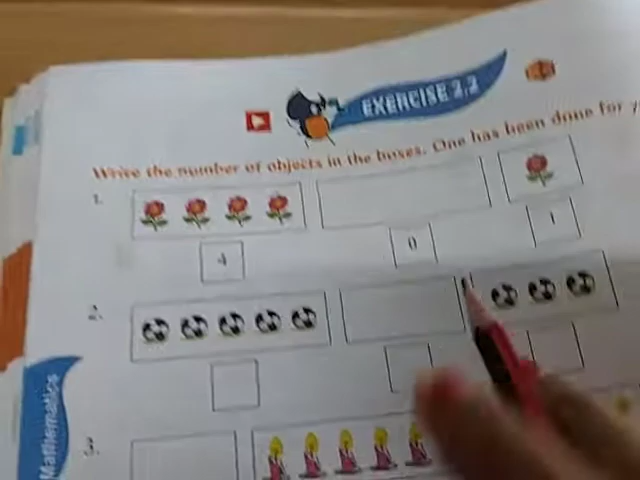 EXERCISE 2.2
Write the number of objects in the boxes. One has been done for
1.
4 0 1
2.
3.
Mathematics